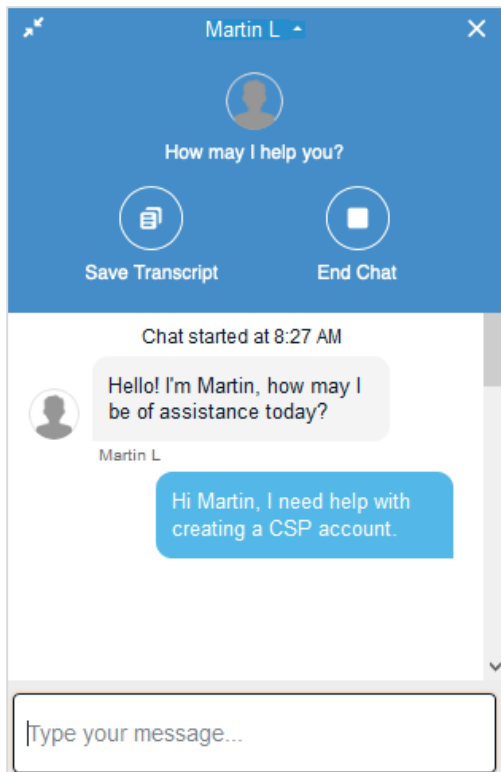 Martin L
How may I help you?
Save Transcript
End Chat
Chat started at 8:27 AM
Hello! I'm Martin, how may I
be of assistance today?
Martin L
Hi Martin, I need help with
creating a CSP account.
Type your message...